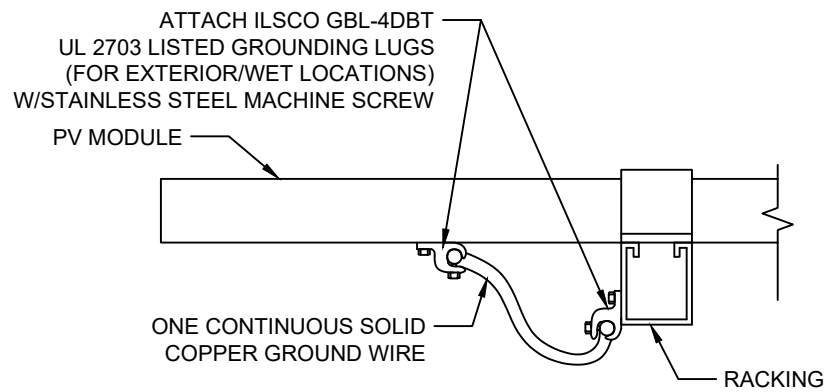 ATTACH ILSCO GBL-4DBT
UL 2703 LISTED GROUNDING LUGS
(FOR EXTERIOR/WET LOCATIONS)
W/STAINLESS STEEL MACHINE SCREW
PV MODULE
ONE CONTINUOUS SOLID
COPPER GROUND WIRE
RACKING